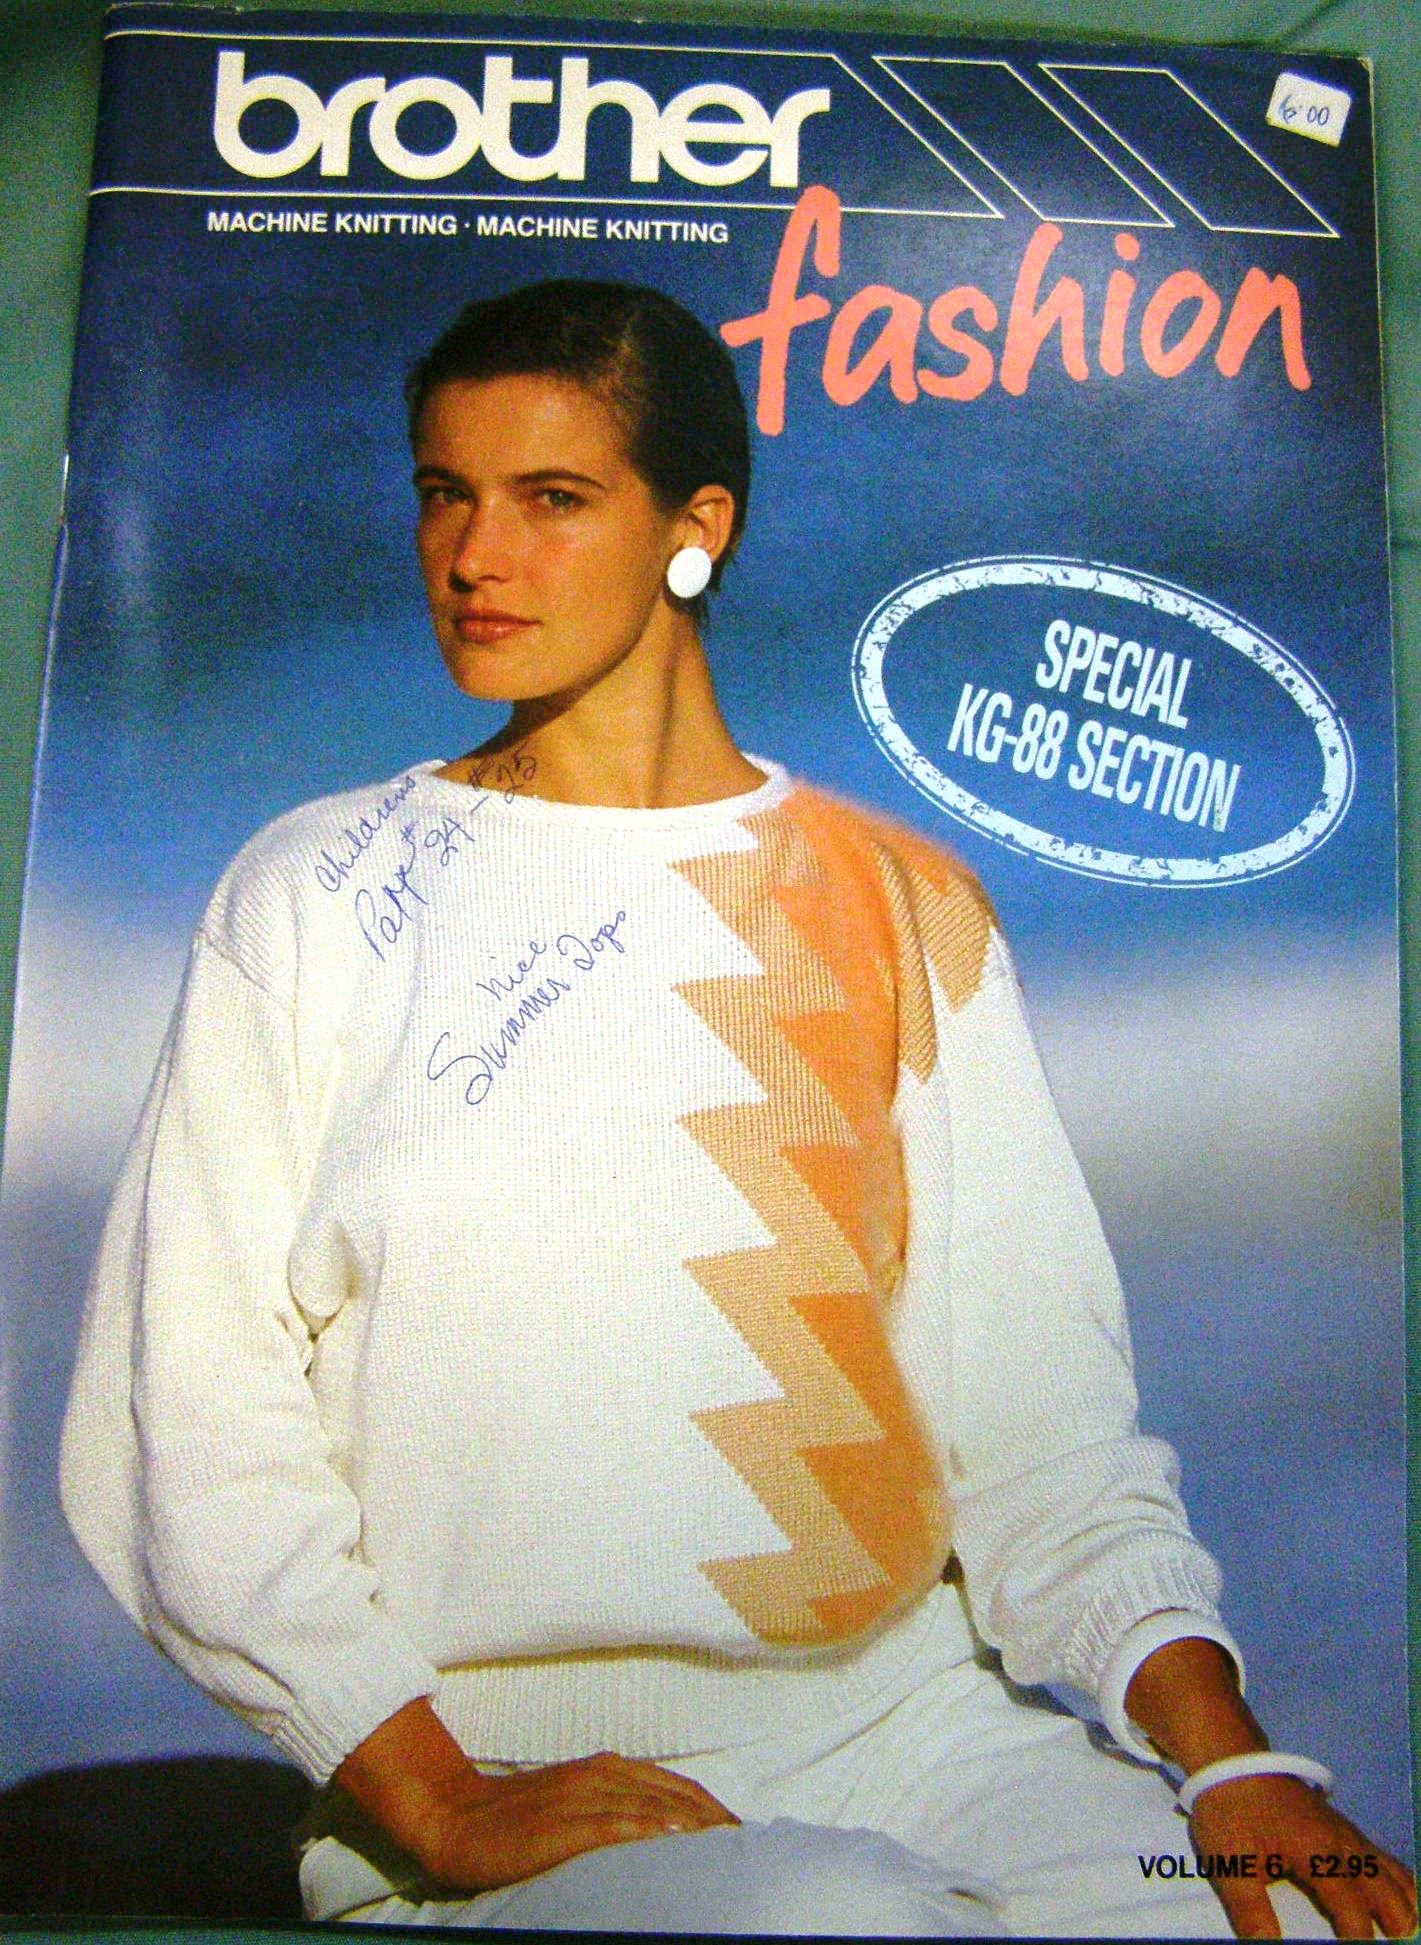 brother
6.00
MACHINE KNITTING · MACHINE KNITTING
fashion
SPECIAL
KG-88 SECTION
Childrens
Patt # 24 - # 25
nice
Summer Tops
VOLUME 6 £2.95